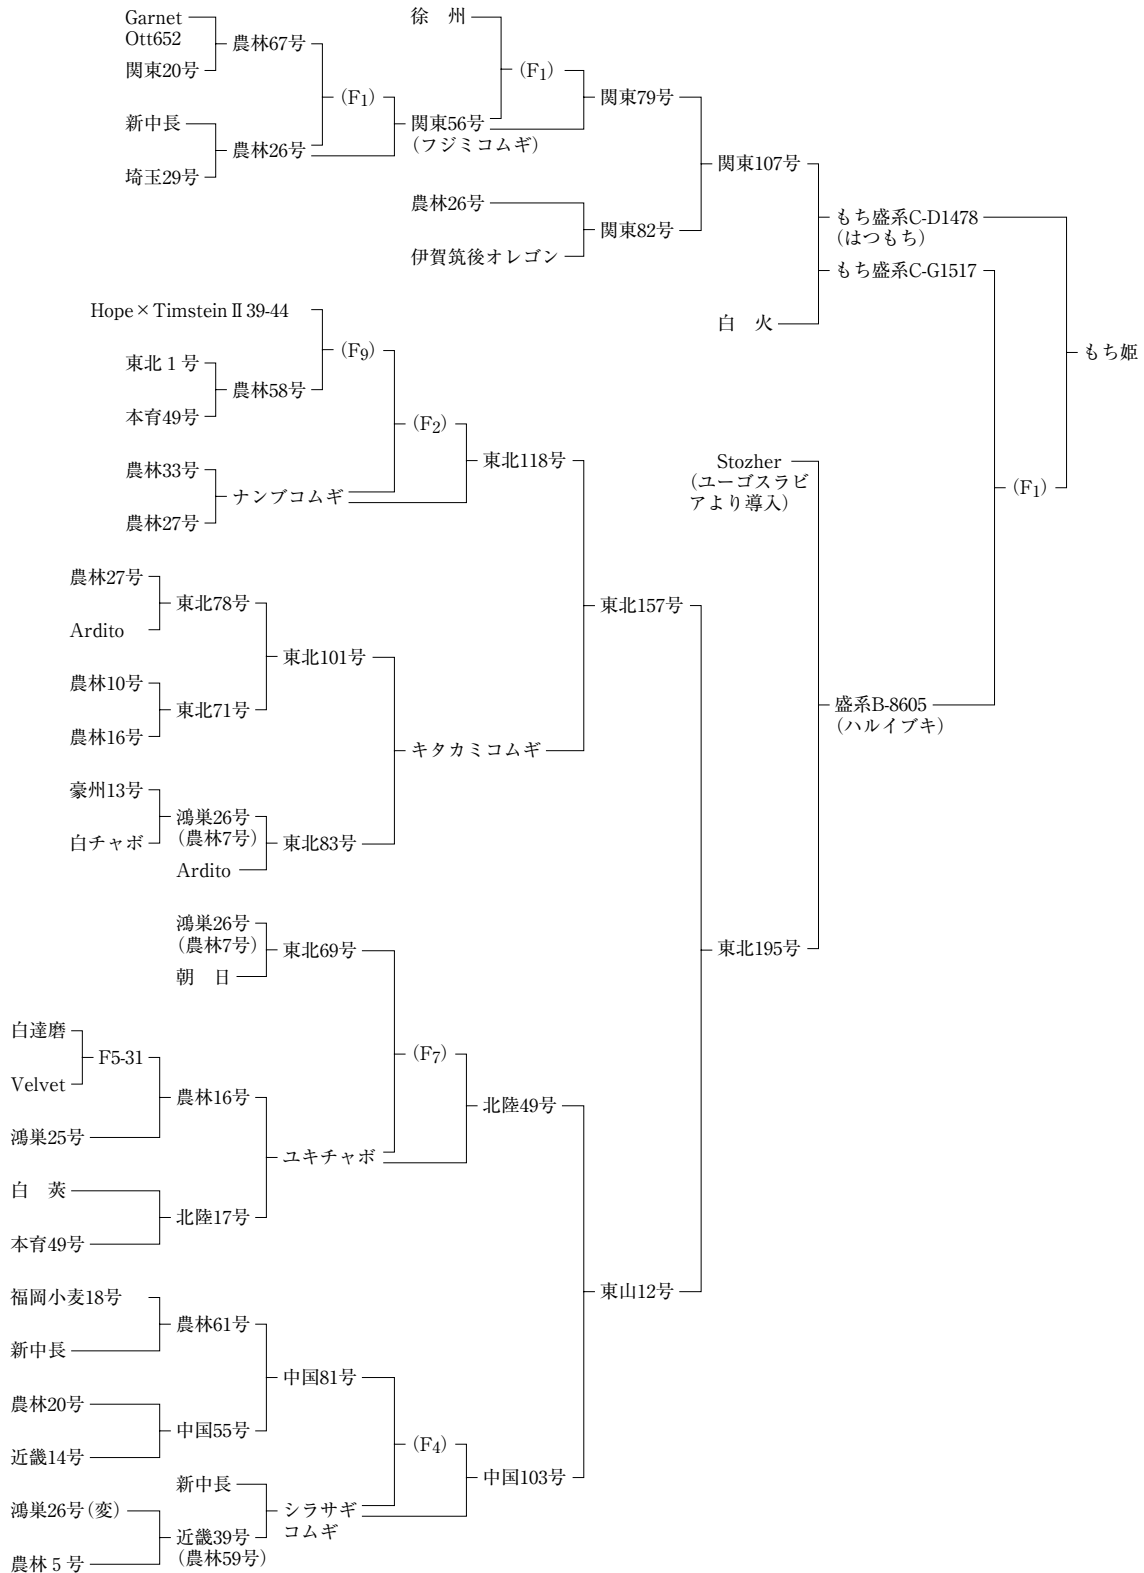 Garnet
Ott652
関東20号
農林67号
新中長
埼玉29号
農林26号
(F1)
徐　州
関東56号
(フジミコムギ)
(F1)
関東79号
農林26号
伊賀筑後オレゴン
関東82号
関東107号
白　火
もち盛系C-D1478
(はつもち)
もち盛系C-G1517
もち姫
Hope×TimsteinⅡ39-44
東北１号
本育49号
農林58号
(F9)
農林33号
農林27号
ナンブコムギ
(F2)
東北118号
Stozher
(ユーゴスラビ
アより導入)
(F1)
農林27号
Ardito
東北78号
農林10号
農林16号
東北71号
東北101号
豪州13号
白チャボ
鴻巣26号
(農林7号)
Ardito
東北83号
キタカミコムギ
東北157号
盛系B-8605
(ハルイブキ)
鴻巣26号
(農林7号)
朝　日
東北69号
東北195号
白達磨
Velvet
F5-31
鴻巣25号
農林16号
白　莢
本育49号
北陸17号
ユキチャボ
(F7)
北陸49号
福岡小麦18号
新中長
農林61号
農林20号
近畿14号
中国55号
中国81号
鴻巣26号(変)
農林５号
新中長
近畿39号
(農林59号)
シラサギ
コムギ
(F4)
中国103号
東山12号